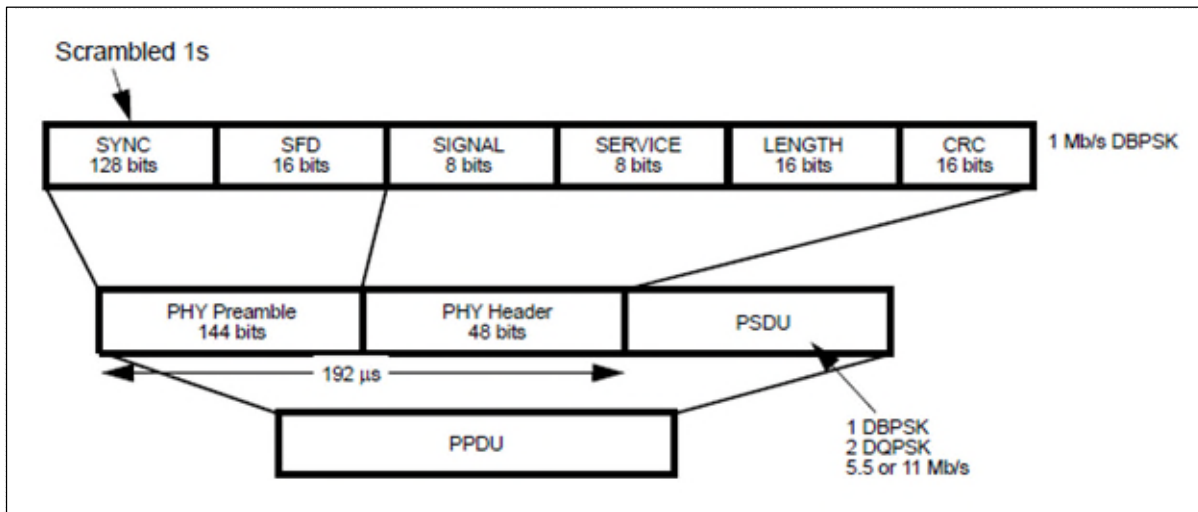 Scrambled 1s
SYNC
128 bits
SFD
16 bits
SIGNAL
8 bits
SERVICE
8 bits
LENGTH
16 bits
CRC
16 bits
1 Mb/s DBPSK
PHY Preamble
144 bits
PHY Header
48 bits
PSDU
192 μs
1 DBPSK
2 DQPSK
5.5 or 11 Mb/s
PPDU